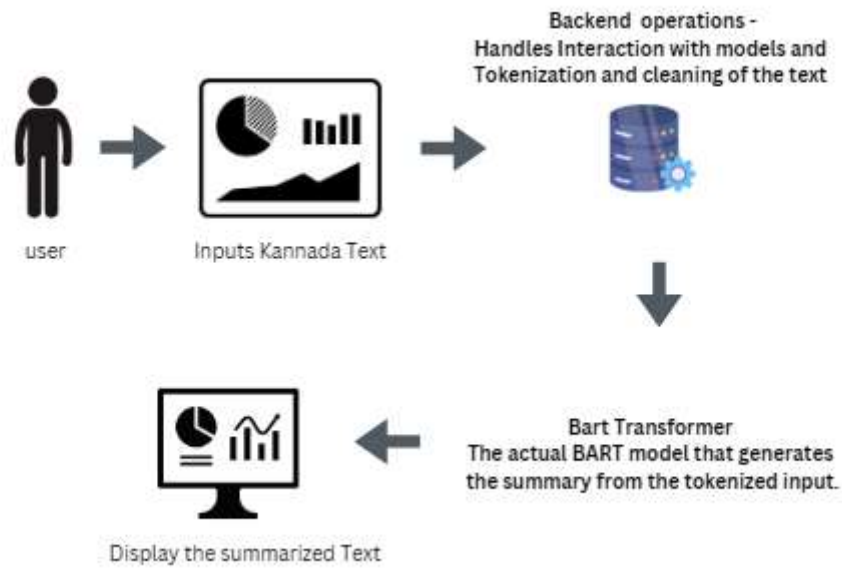 Backend operations -
Handles Interaction with models and
Tokenization and cleaning of the text
user
Inputs Kannada Text
Bart Transformer
The actual BART model that generates
the summary from the tokenized input.
Display the summarized Text